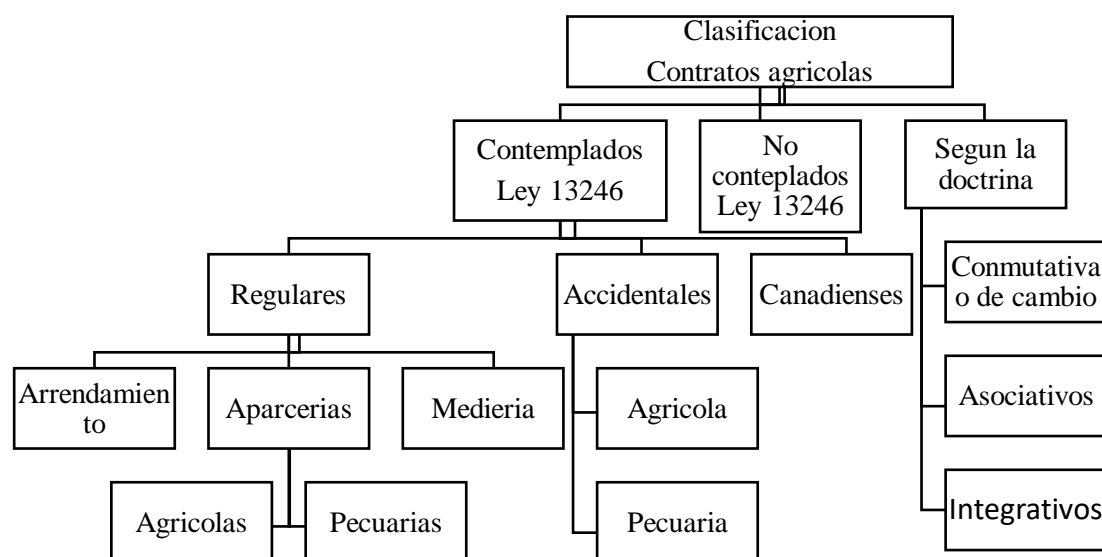 Clasificacion
Contratos agricolas
Contemplados
Ley 13246
No
conteplados
Ley 13246
Segun la
doctrina
Regulares
Accidentales
Canadienses
Conmutativa
o de cambio
Arrendamien
to
Aparcerias
Medieria
Agricola
Asociativos
Agricolas
Pecuarias
Pecuaria
Integrativos